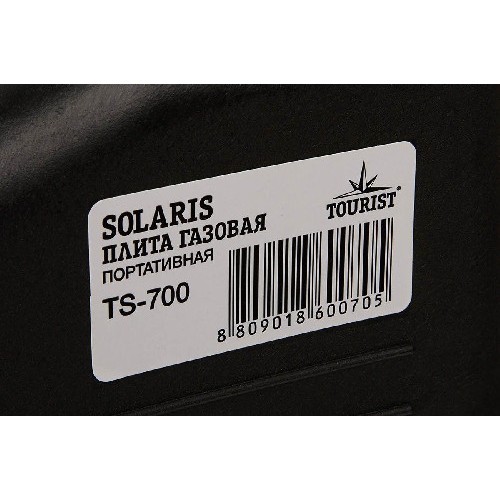 SOLARIS
ПЛИТА ГАЗОВАЯ
ПОРТАТИВНАЯ
TS-700
TOURIST®
8 809018 600705